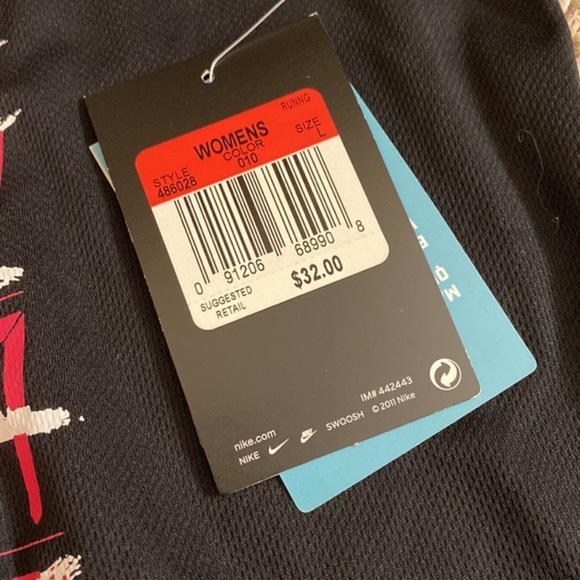 RUNNG
WOMENS
STYLE COLOR SIZE
486028 010 L
0 91206 68990 8
SUGGESTED
RETAIL
$32.00
IM# 442443
nike.com
NIKE SWOOSH © 2011 Nike